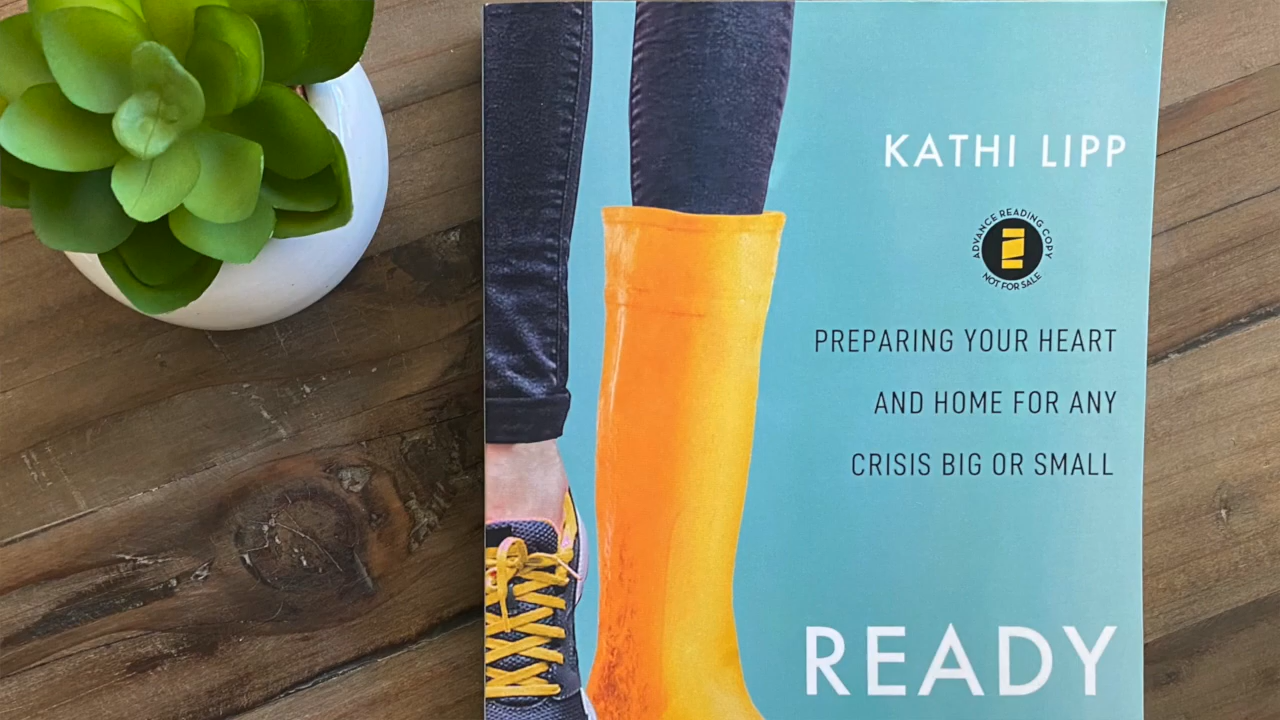 KATHI LIPP
ADVANCE READING COPY
NOT FOR SALE
PREPARING YOUR HEART
AND HOME FOR ANY
CRISIS BIG OR SMALL
READY